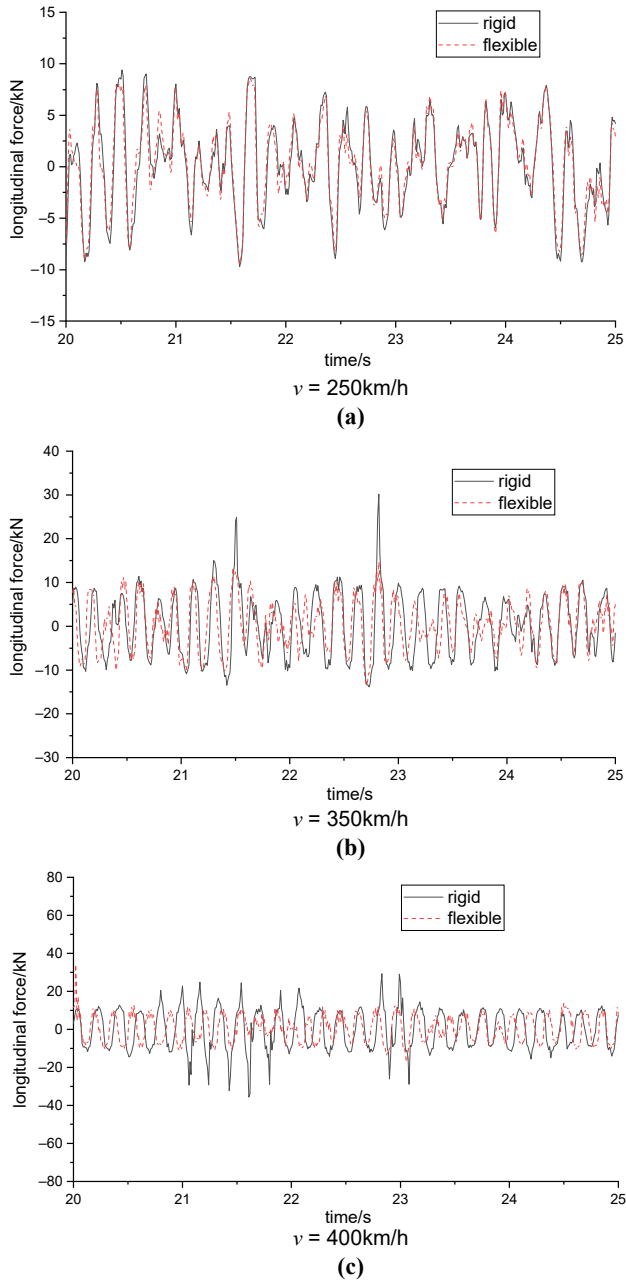 15
10
5
0
–5
–10
–15
longitudinal force/kN
rigid
flexible
20 21 22 23 24 25
time/s
v = 250km/h
(a)
40
30
20
10
0
–10
–20
–30
longitudinal force/kN
rigid
flexible
20 21 22 23 24 25
time/s
v = 350km/h
(b)
80
60
40
20
0
–20
–40
–60
–80
longitudinal force/kN
rigid
flexible
20 21 22 23 24 25
time/s
v = 400km/h
(c)